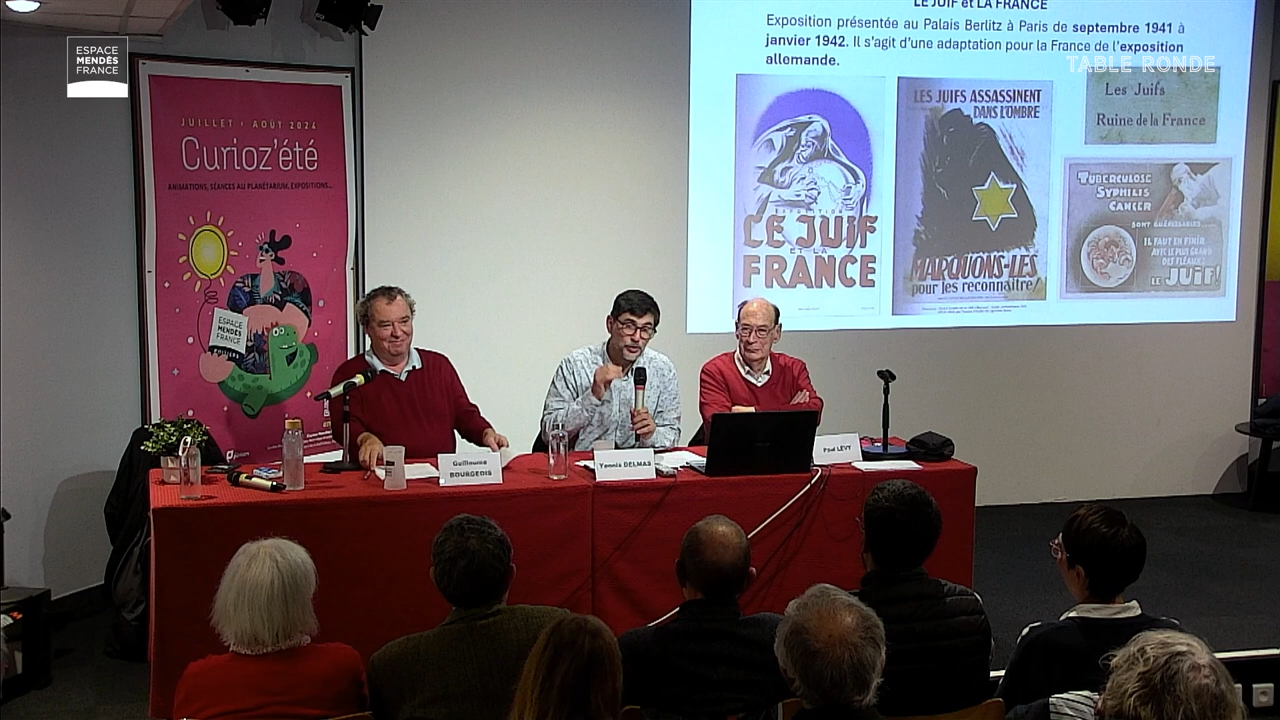 ESPACE
MENDÈS
FRANCE
JUILLET › AOÛT 2024
Curioz'été
ANIMATIONS, SÉANCES AU PLANÉTARIUM, EXPOSITIONS...
ESPACE
MENDÈS
FRANCE
POITIERS
LE JUIF et LA FRANCE
Exposition présentée au Palais Berlitz à Paris de septembre 1941 à
janvier 1942. Il s'agit d'une adaptation pour la France de l'exposition
allemande.
TABLE RONDE
EXPOSITION
LE JUIF
ET LA
FRANCE
LES JUIFS ASSASSINENT
DANS L'OMBRE
MARQUONS-LES
pour les reconnaître!
Les Juifs
Ruine de la France
TUBERCULOSE
SYPHILIS
CANCER
SONT GUÉRISSABLES...
IL FAUT EN FINIR
AVEC LE PLUS GRAND
DES FLÉAUX:
LE JUIF!
Guillaume
BOURGEOIS
Yannis DELMAS
Paul LEVY